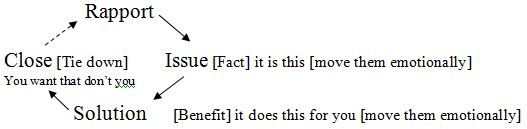 Rapport
Close [Tie down] Issue [Fact] it is this [move them emotionally]
You want that don't you
Solution [Benefit] it does this for you [move them emotionally]